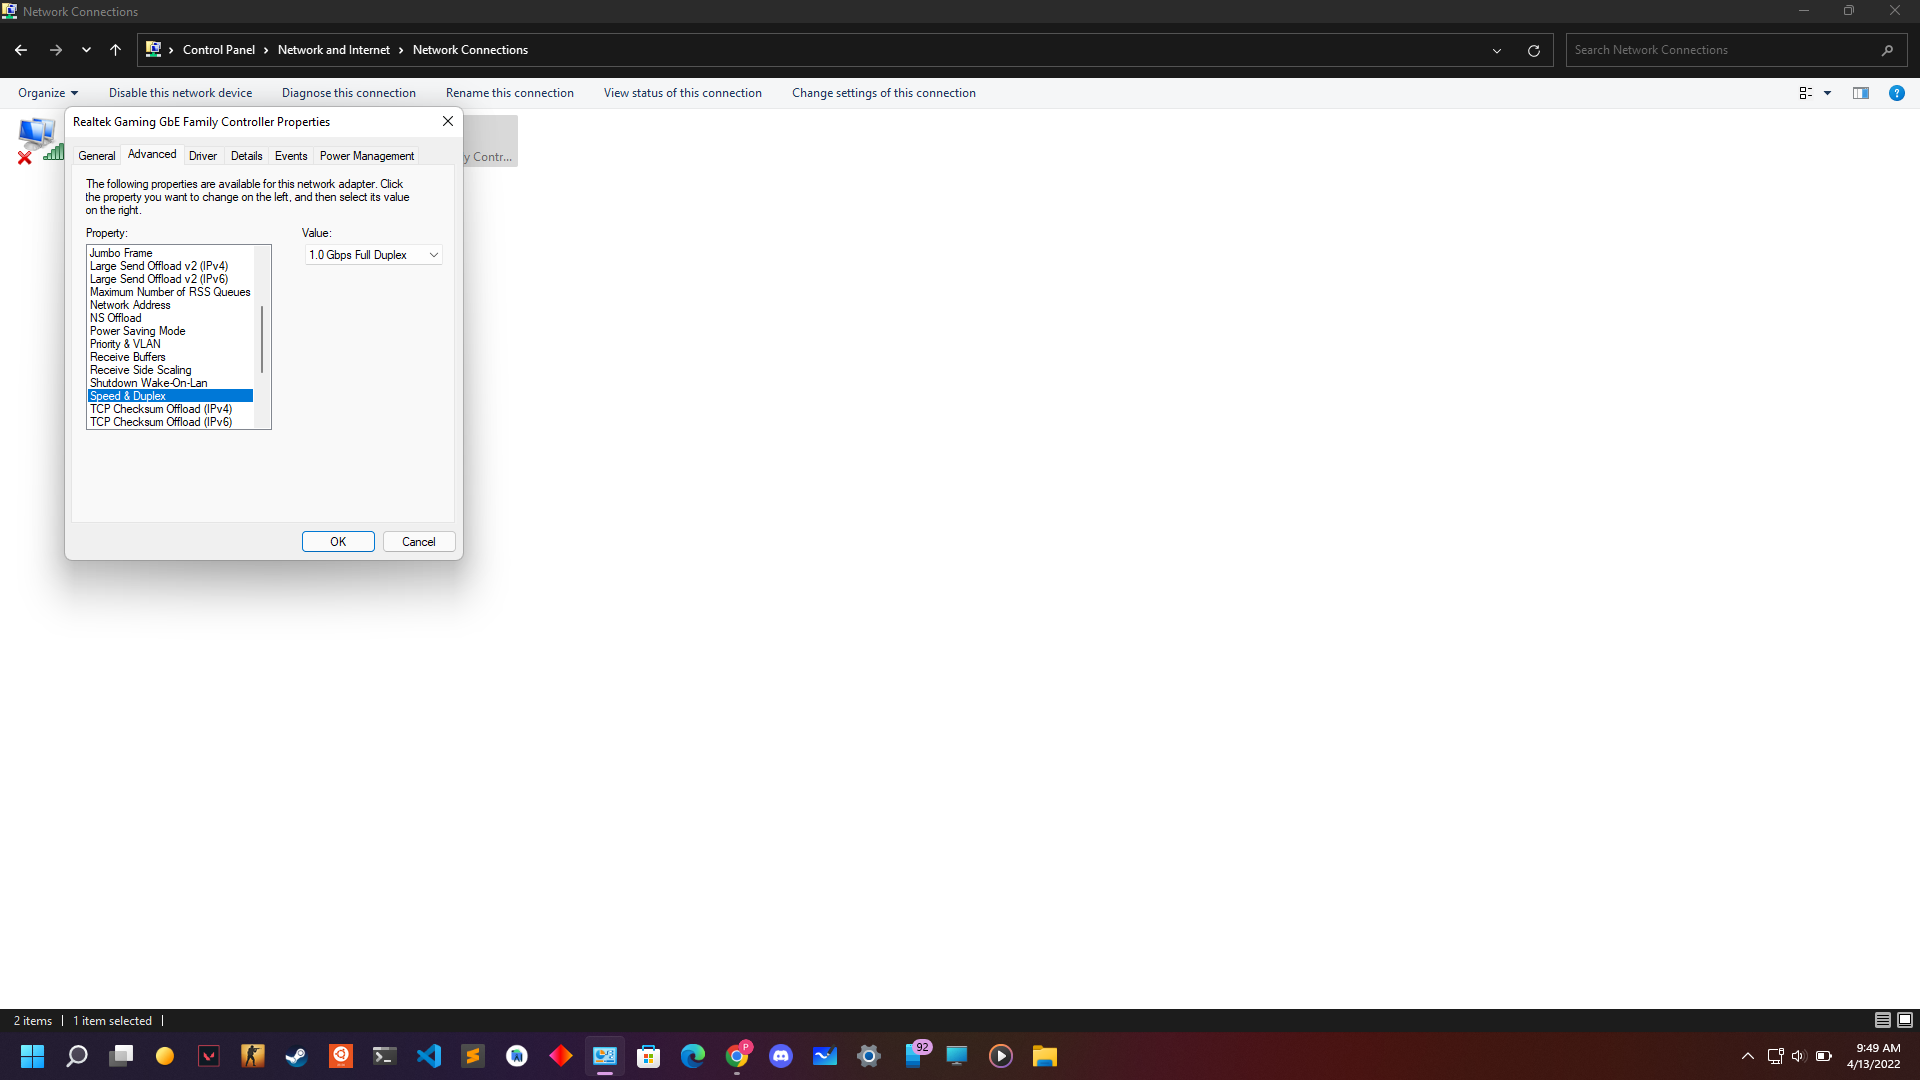 Network Connections
Control Panel
Network and Internet
Network Connections
Search Network Connections
Organize
Disable this network device
Diagnose this connection
Rename this connection
View status of this connection
Change settings of this connection
?
Realtek Gaming GbE Family Controller Properties
y Contr...
General
Advanced
Driver
Details
Events
Power Management
The following properties are available for this network adapter. Click
the property you want to change on the left, and then select its value
on the right.
Property:
Value:
Jumbo Frame
Large Send Offload v2 (IPv4)
Large Send Offload v2 (IPv6)
Maximum Number of RSS Queues
Network Address
NS Offload
Power Saving Mode
Priority & VLAN
Receive Buffers
Receive Side Scaling
Shutdown Wake-On-Lan
Speed & Duplex
TCP Checksum Offload (IPv4)
TCP Checksum Offload (IPv6)
1.0 Gbps Full Duplex
OK
Cancel
2 items
1 item selected
P
92
9:49 AM
4/13/2022